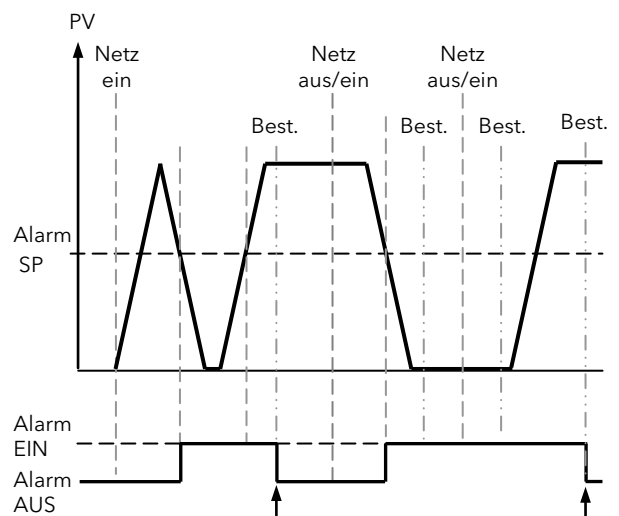 PV
Netz
ein
Netz
aus/ein
Netz
aus/ein
Best.
Best.
Best.
Best.
Alarm
SP
Alarm
EIN
Alarm
AUS